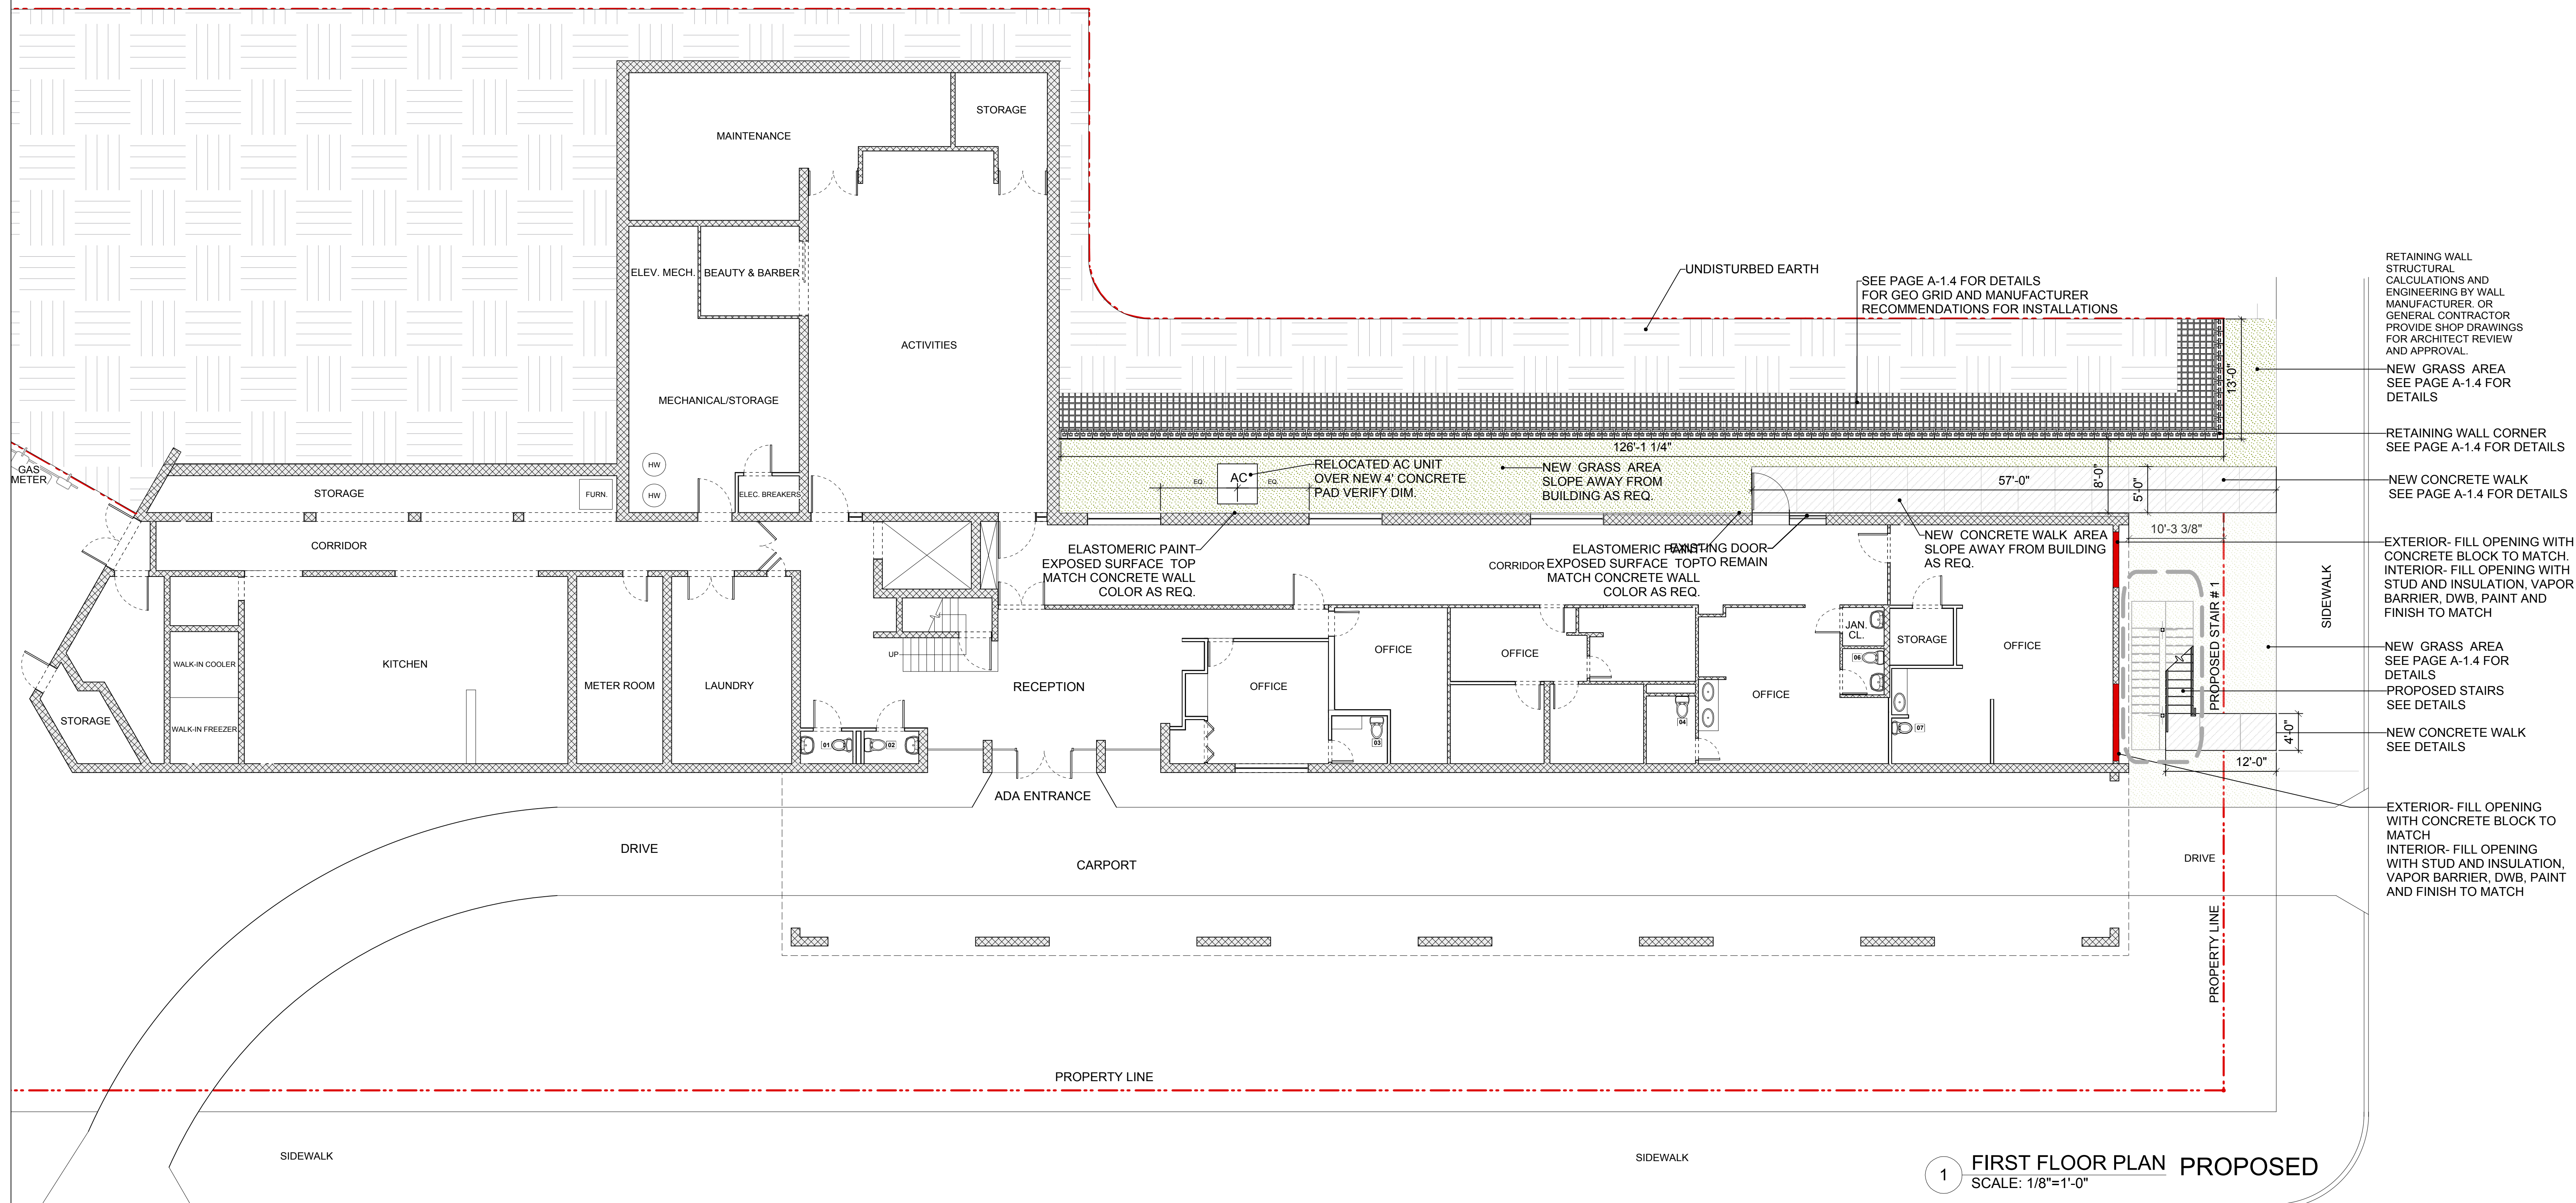 MAINTENANCE
STORAGE
ELEV. MECH.
BEAUTY & BARBER
ACTIVITIES
MECHANICAL/STORAGE
HW
HW
ELEC. BREAKERS
GAS
METER
STORAGE
FURN.
CORRIDOR
KITCHEN
WALK-IN COOLER
WALK-IN FREEZER
STORAGE
METER ROOM
LAUNDRY
UP
RECEPTION
01
02
ADA ENTRANCE
UNDISTURBED EARTH
SEE PAGE A-1.4 FOR DETAILS
FOR GEO GRID AND MANUFACTURER
RECOMMENDATIONS FOR INSTALLATIONS
126'-1 1/4"
13'-0"
AC
EQ.
EQ.
RELOCATED AC UNIT
OVER NEW 4' CONCRETE
PAD VERIFY DIM.
NEW GRASS AREA
SLOPE AWAY FROM
BUILDING AS REQ.
57'-0"
8'-0"
5'-0"
ELASTOMERIC PAINT
EXPOSED SURFACE TOP
MATCH CONCRETE WALL
COLOR AS REQ.
CORRIDOR
ELASTOMERIC PAINT
EXPOSED SURFACE TOP
MATCH CONCRETE WALL
COLOR AS REQ.
EXISTING DOOR
TO REMAIN
NEW CONCRETE WALK AREA
SLOPE AWAY FROM BUILDING
AS REQ.
10'-3 3/8"
OFFICE
OFFICE
OFFICE
OFFICE
OFFICE
JAN.
CL.
STORAGE
03
04
06
07
PROPOSED STAIR # 1
SIDEWALK
4'-0"
12'-0"
RETAINING WALL
STRUCTURAL
CALCULATIONS AND
ENGINEERING BY WALL
MANUFACTURER. OR
GENERAL CONTRACTOR
PROVIDE SHOP DRAWINGS
FOR ARCHITECT REVIEW
AND APPROVAL.
NEW GRASS AREA
SEE PAGE A-1.4 FOR
DETAILS
RETAINING WALL CORNER
SEE PAGE A-1.4 FOR DETAILS
NEW CONCRETE WALK
SEE PAGE A-1.4 FOR DETAILS
EXTERIOR- FILL OPENING WITH
CONCRETE BLOCK TO MATCH.
INTERIOR- FILL OPENING WITH
STUD AND INSULATION, VAPOR
BARRIER, DWB, PAINT AND
FINISH TO MATCH
NEW GRASS AREA
SEE PAGE A-1.4 FOR
DETAILS
PROPOSED STAIRS
SEE DETAILS
NEW CONCRETE WALK
SEE DETAILS
EXTERIOR- FILL OPENING
WITH CONCRETE BLOCK TO
MATCH
INTERIOR- FILL OPENING
WITH STUD AND INSULATION,
VAPOR BARRIER, DWB, PAINT
AND FINISH TO MATCH
DRIVE
CARPORT
DRIVE
PROPERTY LINE
PROPERTY LINE
SIDEWALK
SIDEWALK
1
FIRST FLOOR PLAN PROPOSED
SCALE: 1/8"=1'-0"